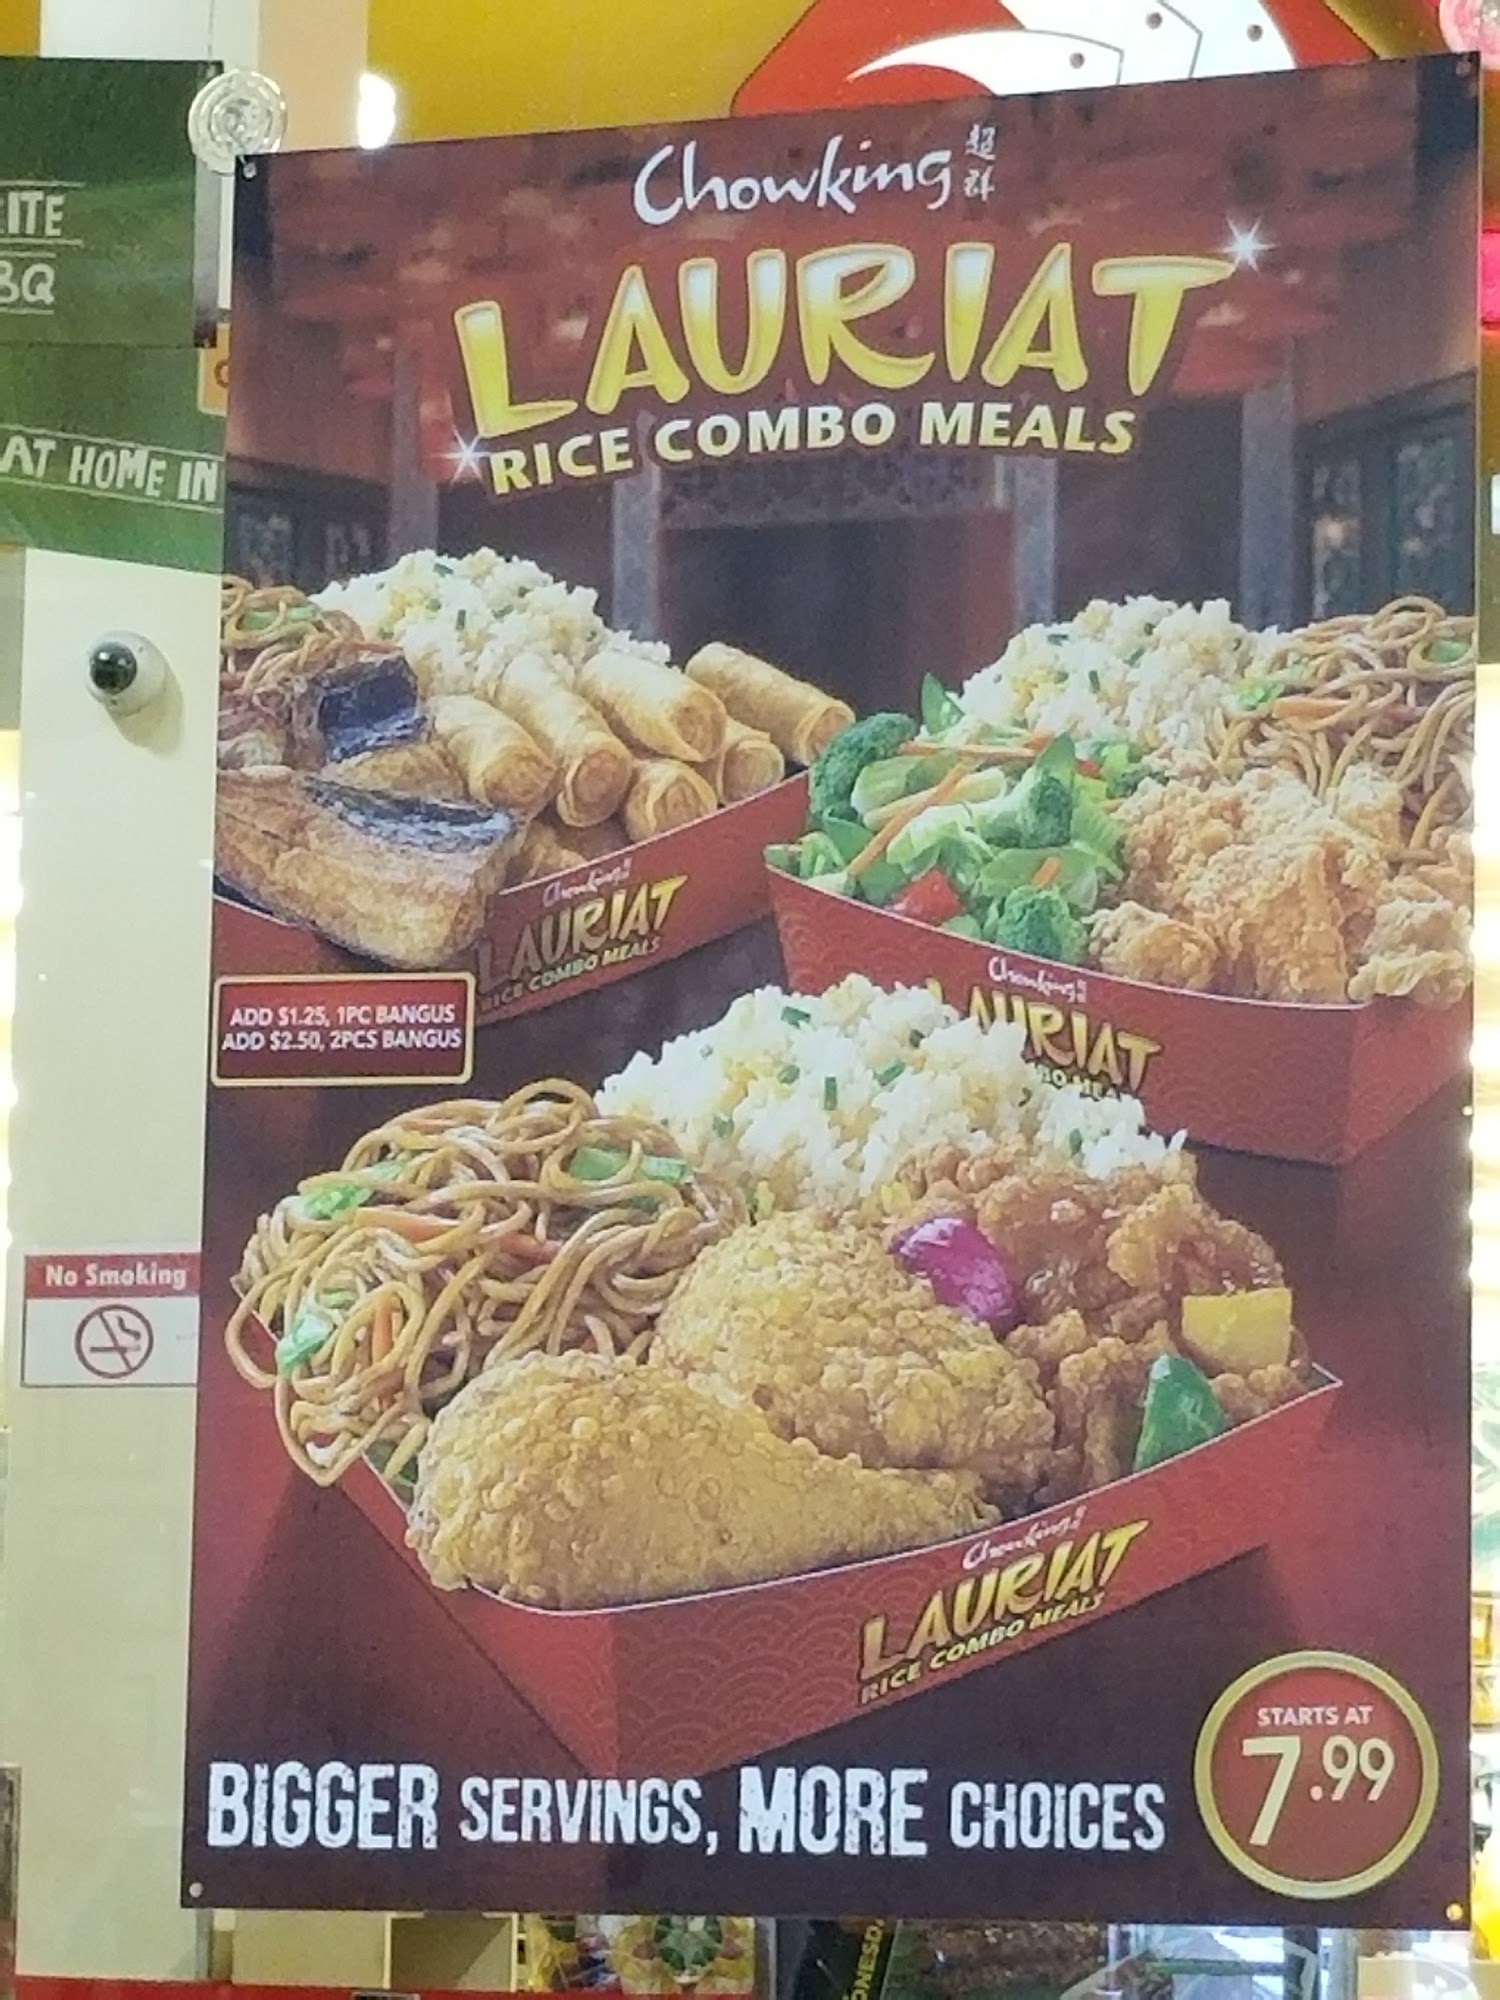 Chowking 超群
LAURIAT
RICE COMBO MEALS
ITE
BQ
AT HOME IN
Chowking
LAURIAT
RICE COMBO MEALS
Chowking
LAURIAT
ADD $1.25, 1PC BANGUS
ADD $2.50, 2PCS BANGUS
No Smoking
Chowking
LAURIAT
RICE COMBO MEALS
STARTS AT
7.99
BIGGER SERVINGS, MORE CHOICES